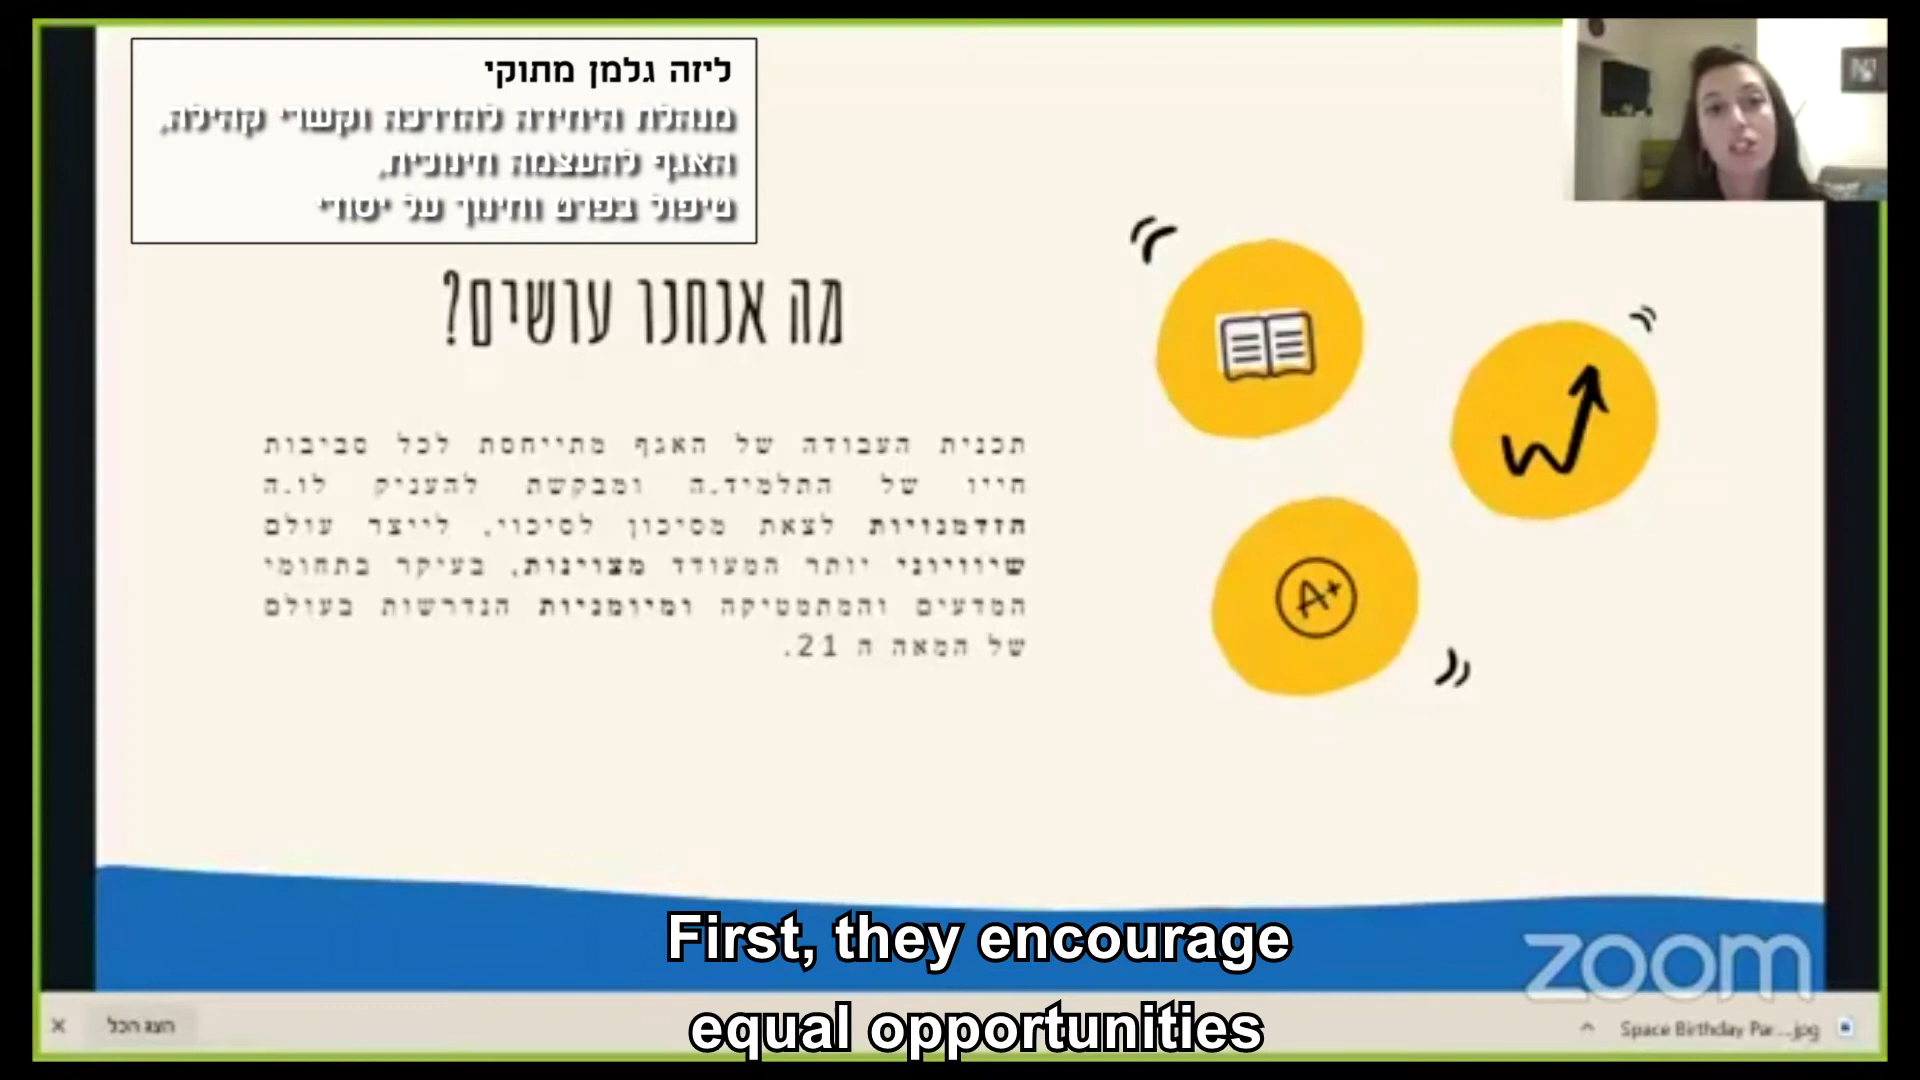 ליזה גלמן מתוקי
מנהלת היחידה להדרכה וקשרי קהילה,
האגף להעצמה חינוכית,
טיפול בפרט וחינוך על יסודי
מה אנחנו עושים?
תכנית העבודה של האגף מתייחסת לכל סביבות
חייו של התלמיד.ה ומבקשת להעניק לו.ה
הזדמנויות לצאת מסיכון לסיכוי, לייצר עולם
שיוויוני יותר המעודד מצוינות, בעיקר בתחומי
המדעים והמתמטיקה ומיומנויות הנדרשות בעולם
של המאה ה 21.
A+
First, they encourage
equal opportunities
zoom
הצג הכל
Space Birthday Par....jpg